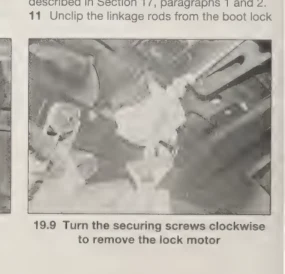 described in Section 17, paragraphs 1 and 2.
11 Unclip the linkage rods from the boot lock
19.9 Turn the securing screws clockwise
to remove the lock motor